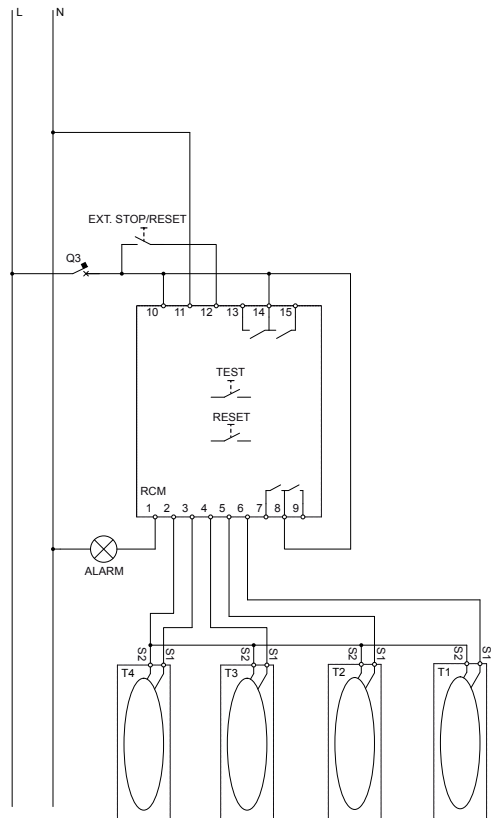 L N
EXT. STOP/RESET
Q3
10 11 12 13 14 15
TEST
RESET
RCM
1 2 3 4 5 6 7 8 9
ALARM
S2 S1 S2 S1 S2 S1 S2 S1
T4 T3 T2 T1